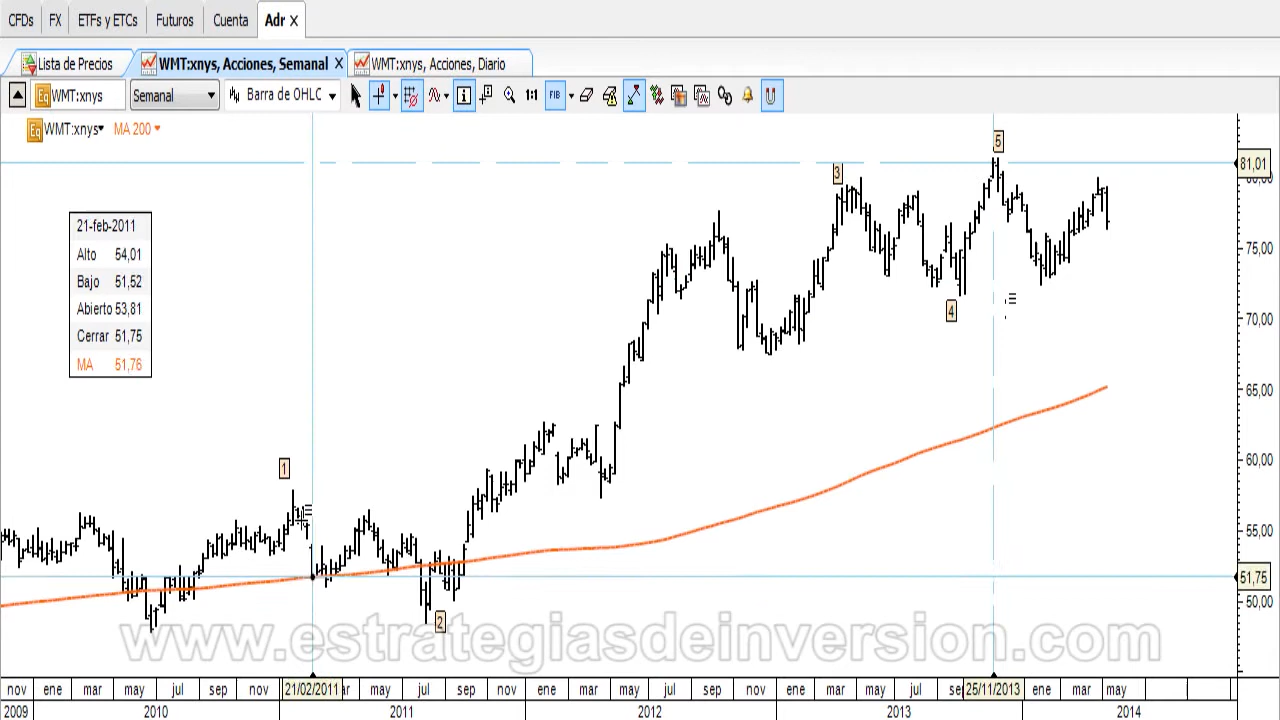 CFDs FX ETFs y ETCs Futuros Cuenta Adr X
Lista de Precios WMT:xnys, Acciones, Semanal X WMT:xnys, Acciones, Diario
Eq WMT:xnys Semanal Barra de OHLC 1:1 FIB
Eq WMT:xnys MA 200
5
81,01
3
21-feb-2011
Alto 54,01
75,00
Bajo 51,52
Abierto 53,81
4
70,00
Cerrar 51,75
MA 51,76
65,00
1
60,00
55,00
51,75
50,00
2
www.estrategiasdeinversion.com
nov ene mar may jul sep nov 21/02/2011 may jul sep nov ene mar may jul sep nov ene mar may jul 25/11/2013 ene mar may
2009 2010 2011 2012 2013 2014